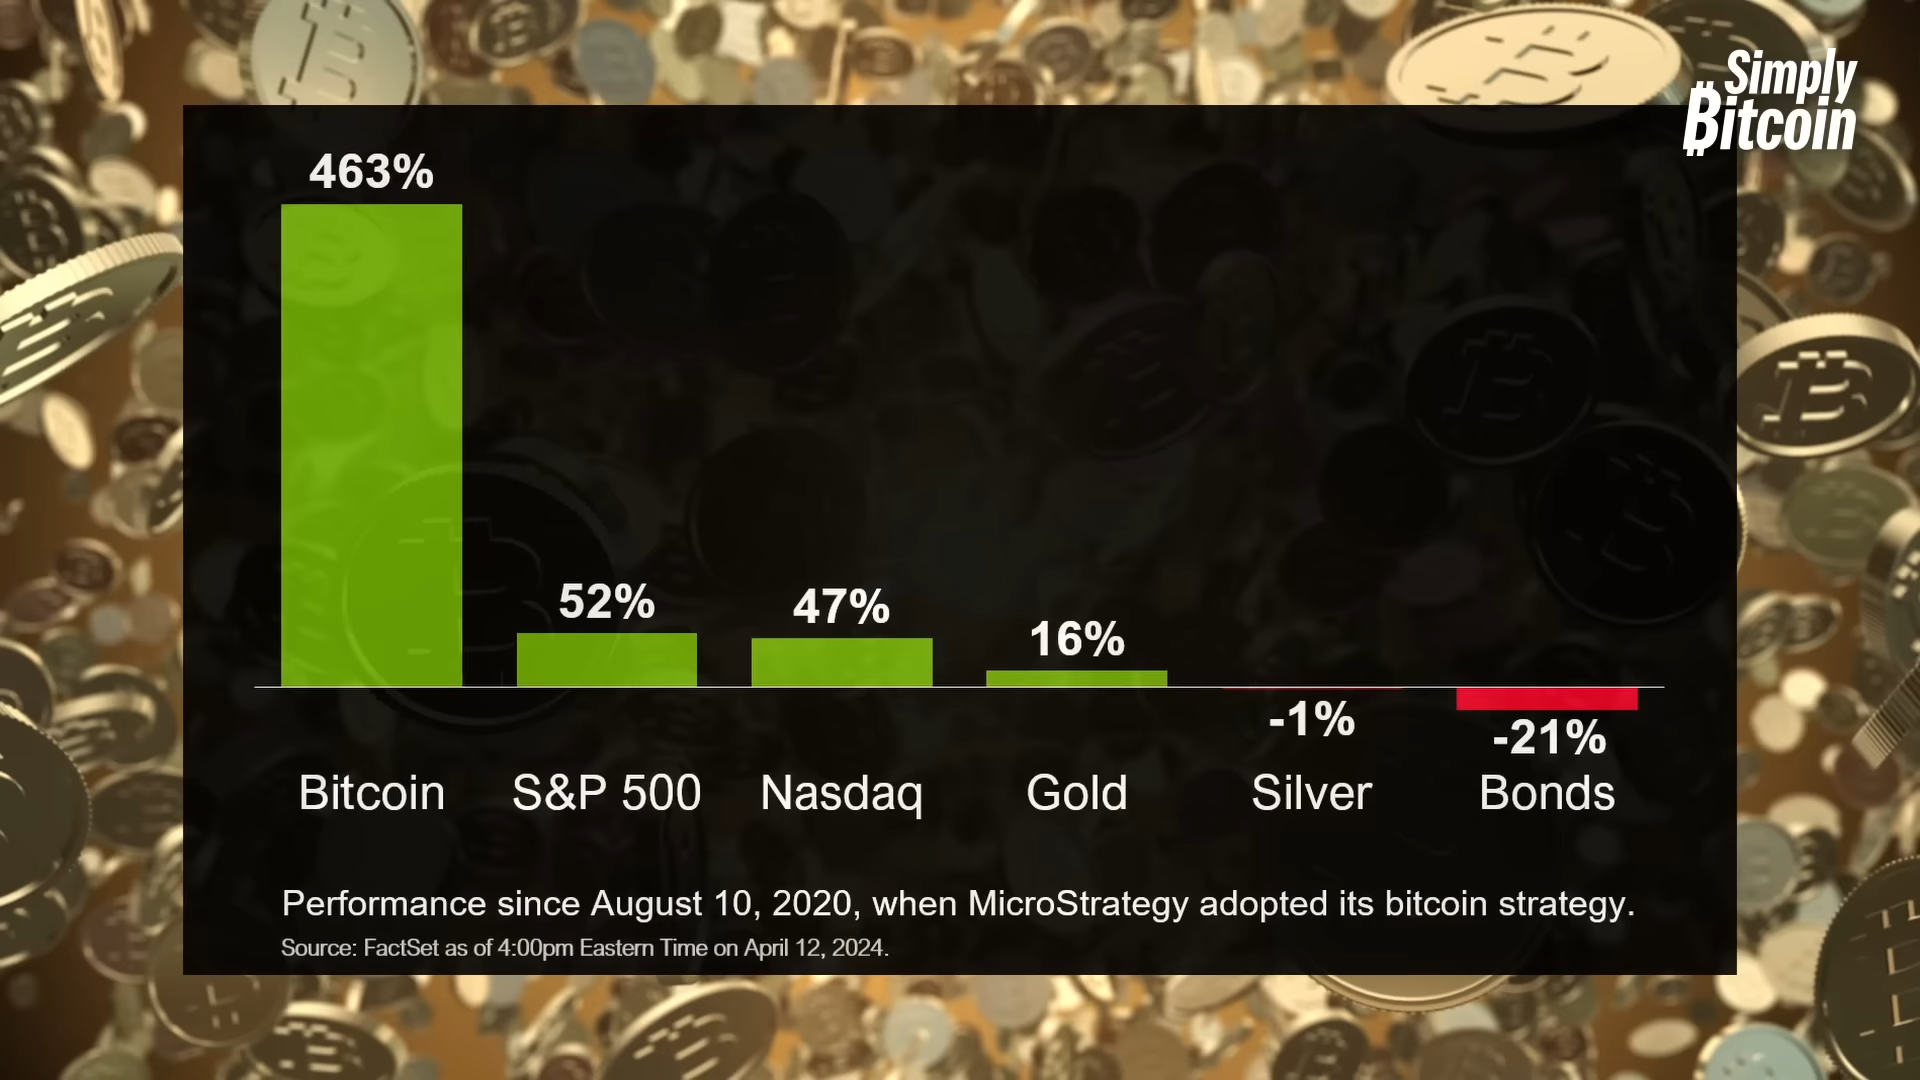 Simply
Bitcoin
463%
52%
47%
16%
-1%
-21%
Bitcoin
S&P 500
Nasdaq
Gold
Silver
Bonds
Performance since August 10, 2020, when MicroStrategy adopted its bitcoin strategy.
Source: FactSet as of 4:00pm Eastern Time on April 12, 2024.